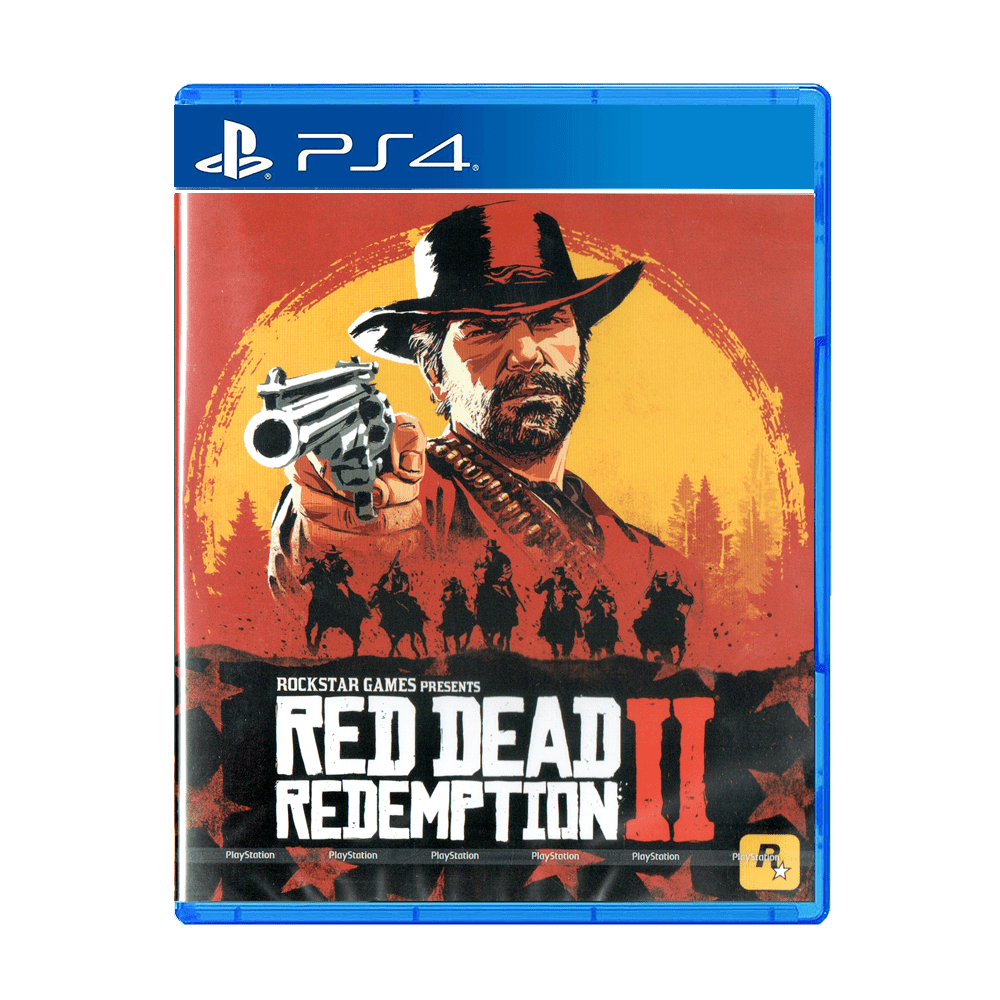 PS4
ROCKSTAR GAMES PRESENTS
RED DEAD
REDEMPTION II
PlayStation PlayStation PlayStation PlayStation PlayStation PlayStation
R